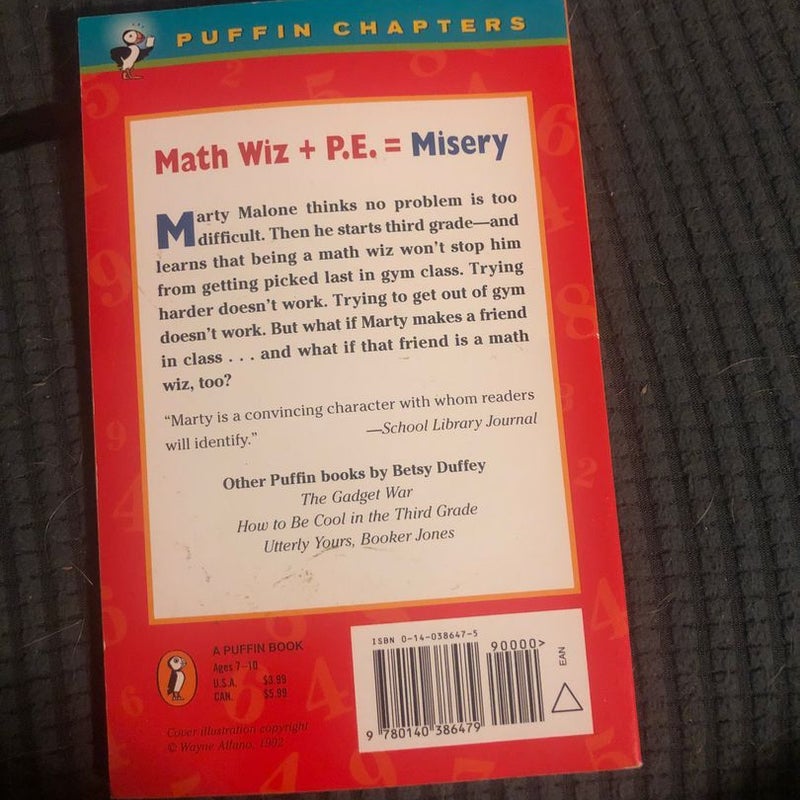 PUFFIN CHAPTERS
Math Wiz + P.E. = Misery
Marty Malone thinks no problem is too
difficult. Then he starts third grade—and
learns that being a math wiz won't stop him
from getting picked last in gym class. Trying
harder doesn't work. Trying to get out of gym
doesn't work. But what if Marty makes a friend
in class . . . and what if that friend is a math
wiz, too?
"Marty is a convincing character with whom readers
will identify." —School Library Journal
Other Puffin books by Betsy Duffey
The Gadget War
How to Be Cool in the Third Grade
Utterly Yours, Booker Jones
A PUFFIN BOOK
Ages 7–10
U.S.A. $3.99
CAN. $5.99
Cover illustration copyright
© Wayne Alfano, 1992
ISBN 0-14-038647-5
90000>
EAN
9 780140 386479